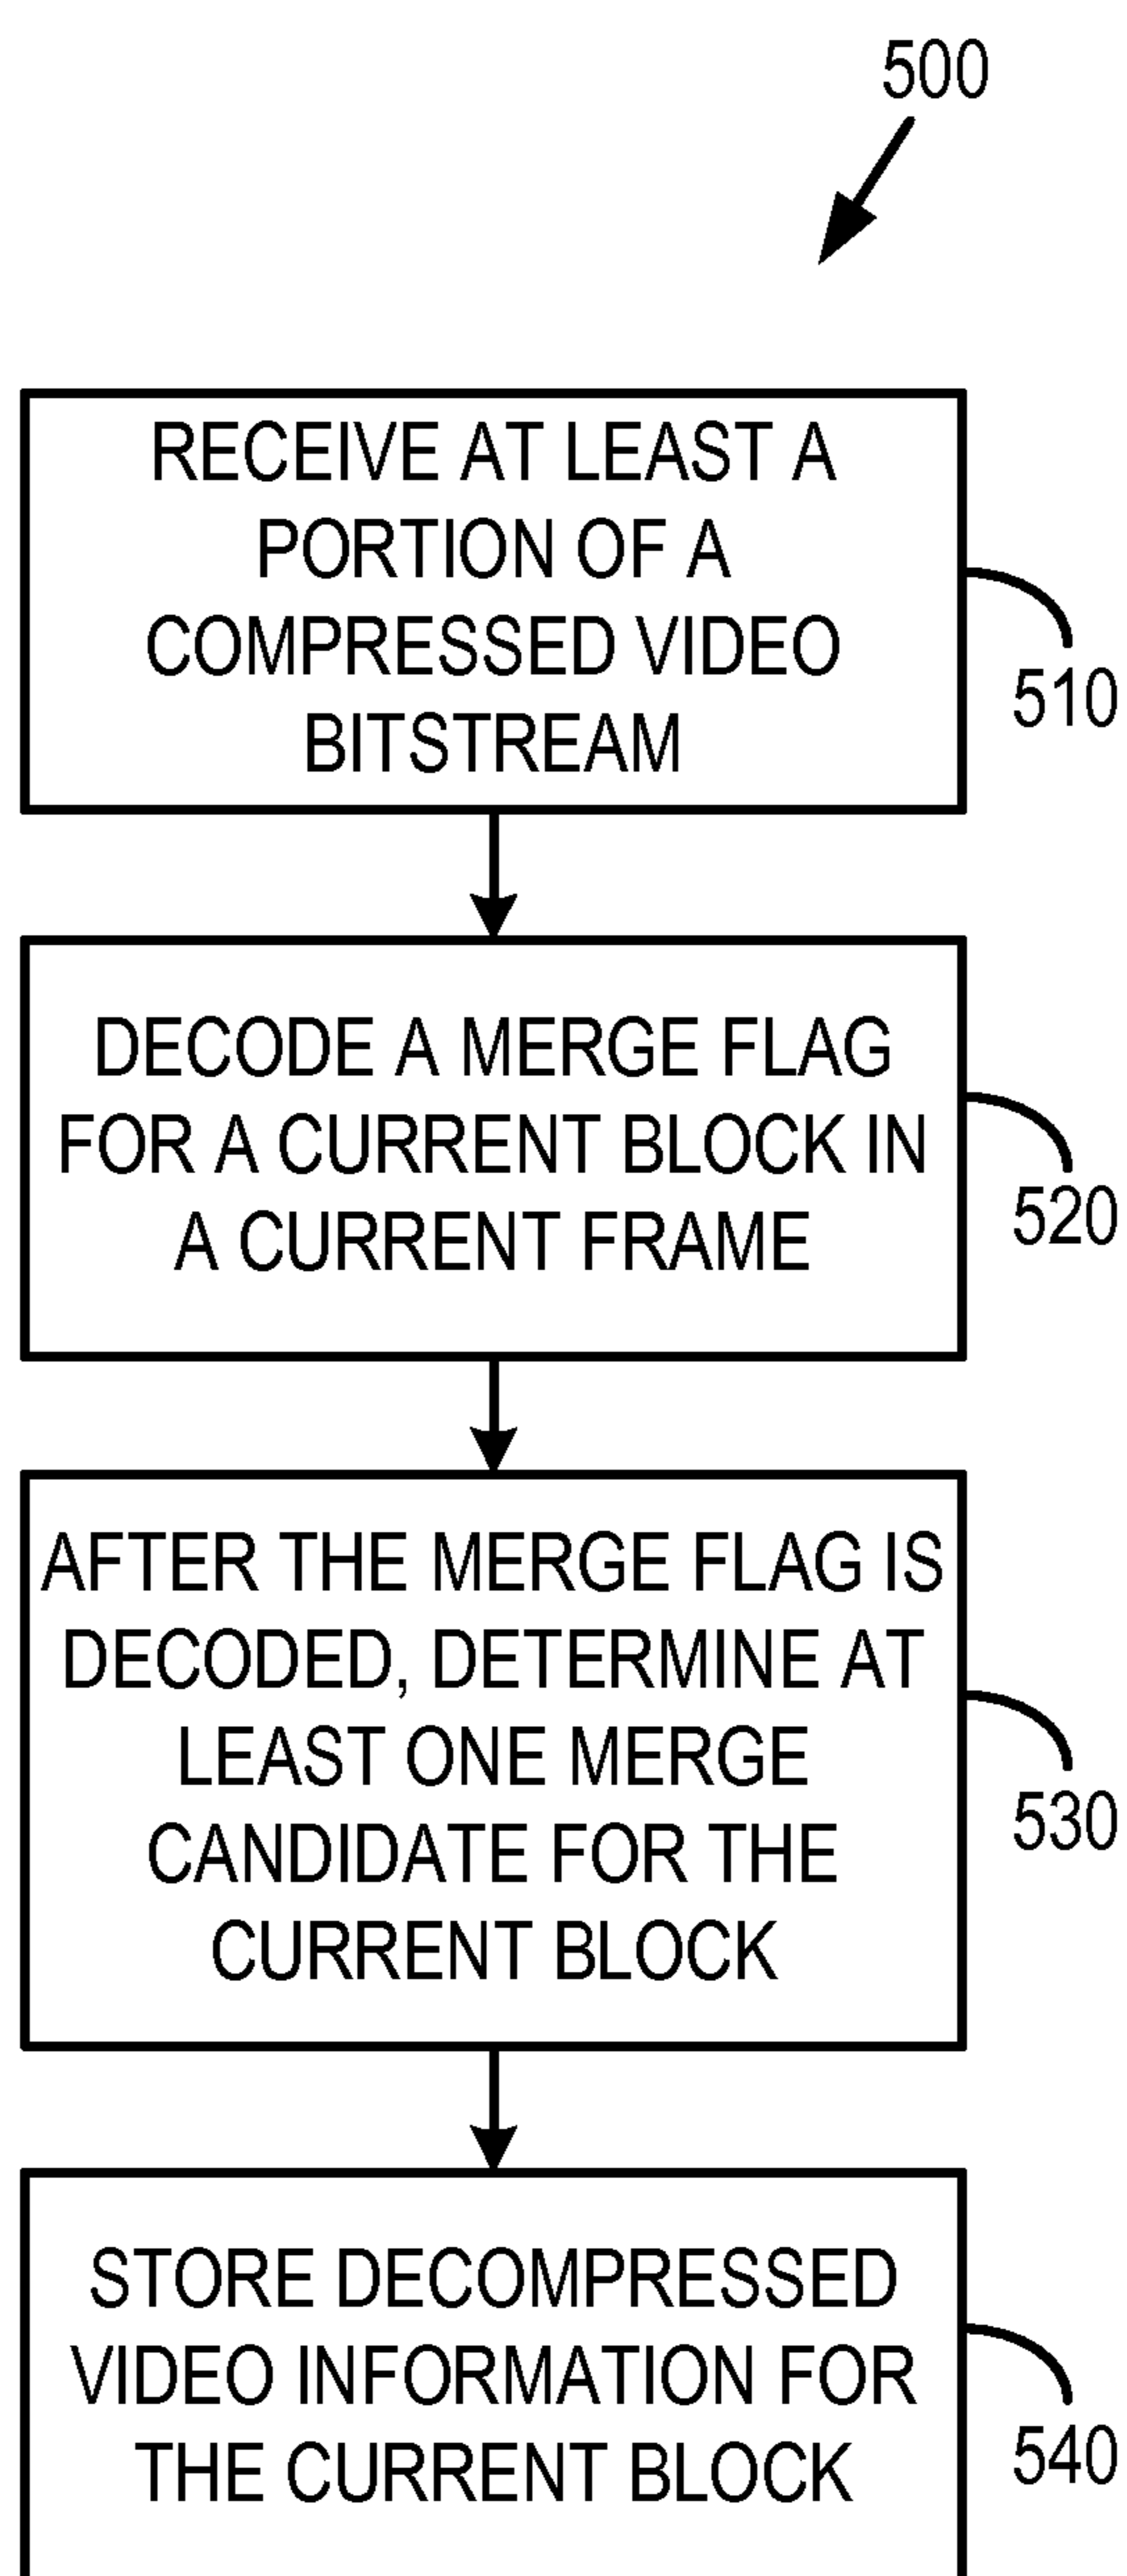 500
RECEIVE AT LEAST A
PORTION OF A
COMPRESSED VIDEO
BITSTREAM
510
DECODE A MERGE FLAG
FOR A CURRENT BLOCK IN
A CURRENT FRAME
520
AFTER THE MERGE FLAG IS
DECODED, DETERMINE AT
LEAST ONE MERGE
CANDIDATE FOR THE
CURRENT BLOCK
530
STORE DECOMPRESSED
VIDEO INFORMATION FOR
THE CURRENT BLOCK
540